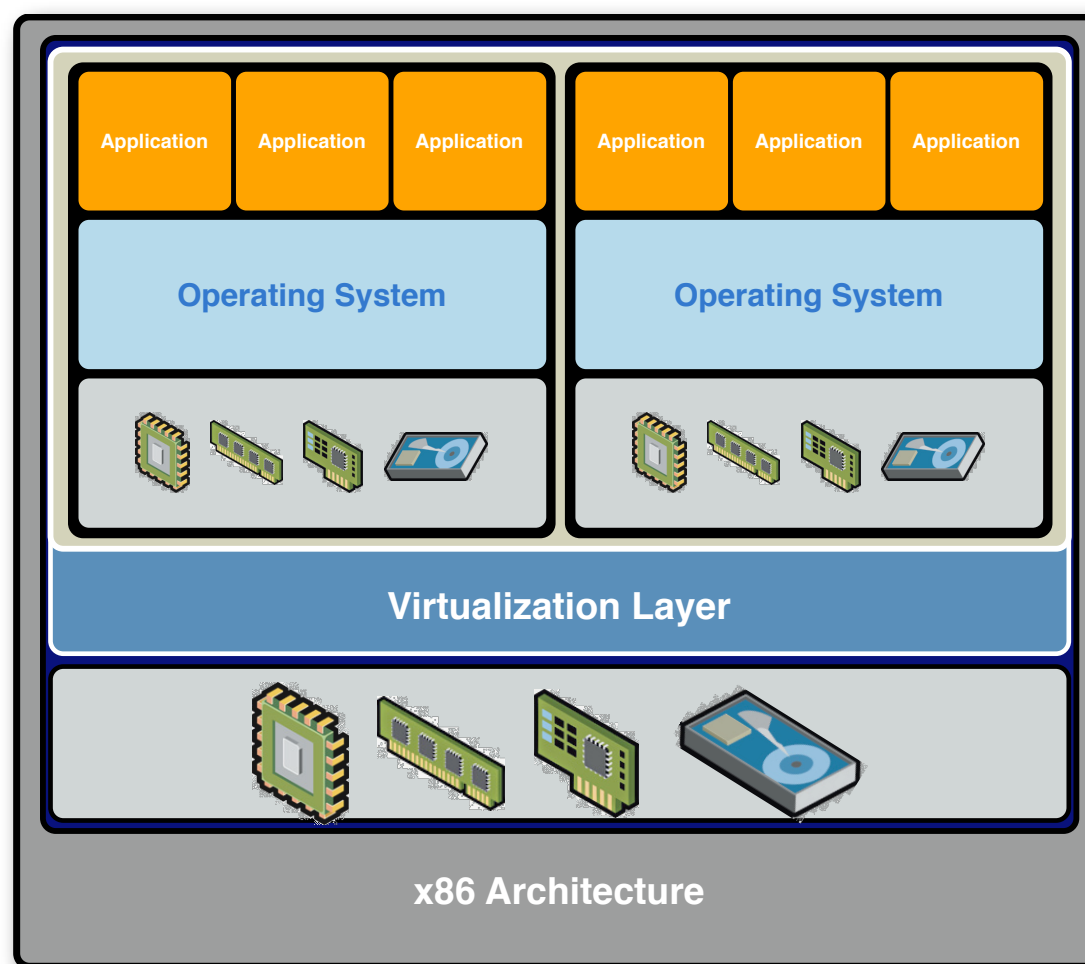 Application Application Application Application Application Application
Operating System Operating System
Virtualization Layer
x86 Architecture